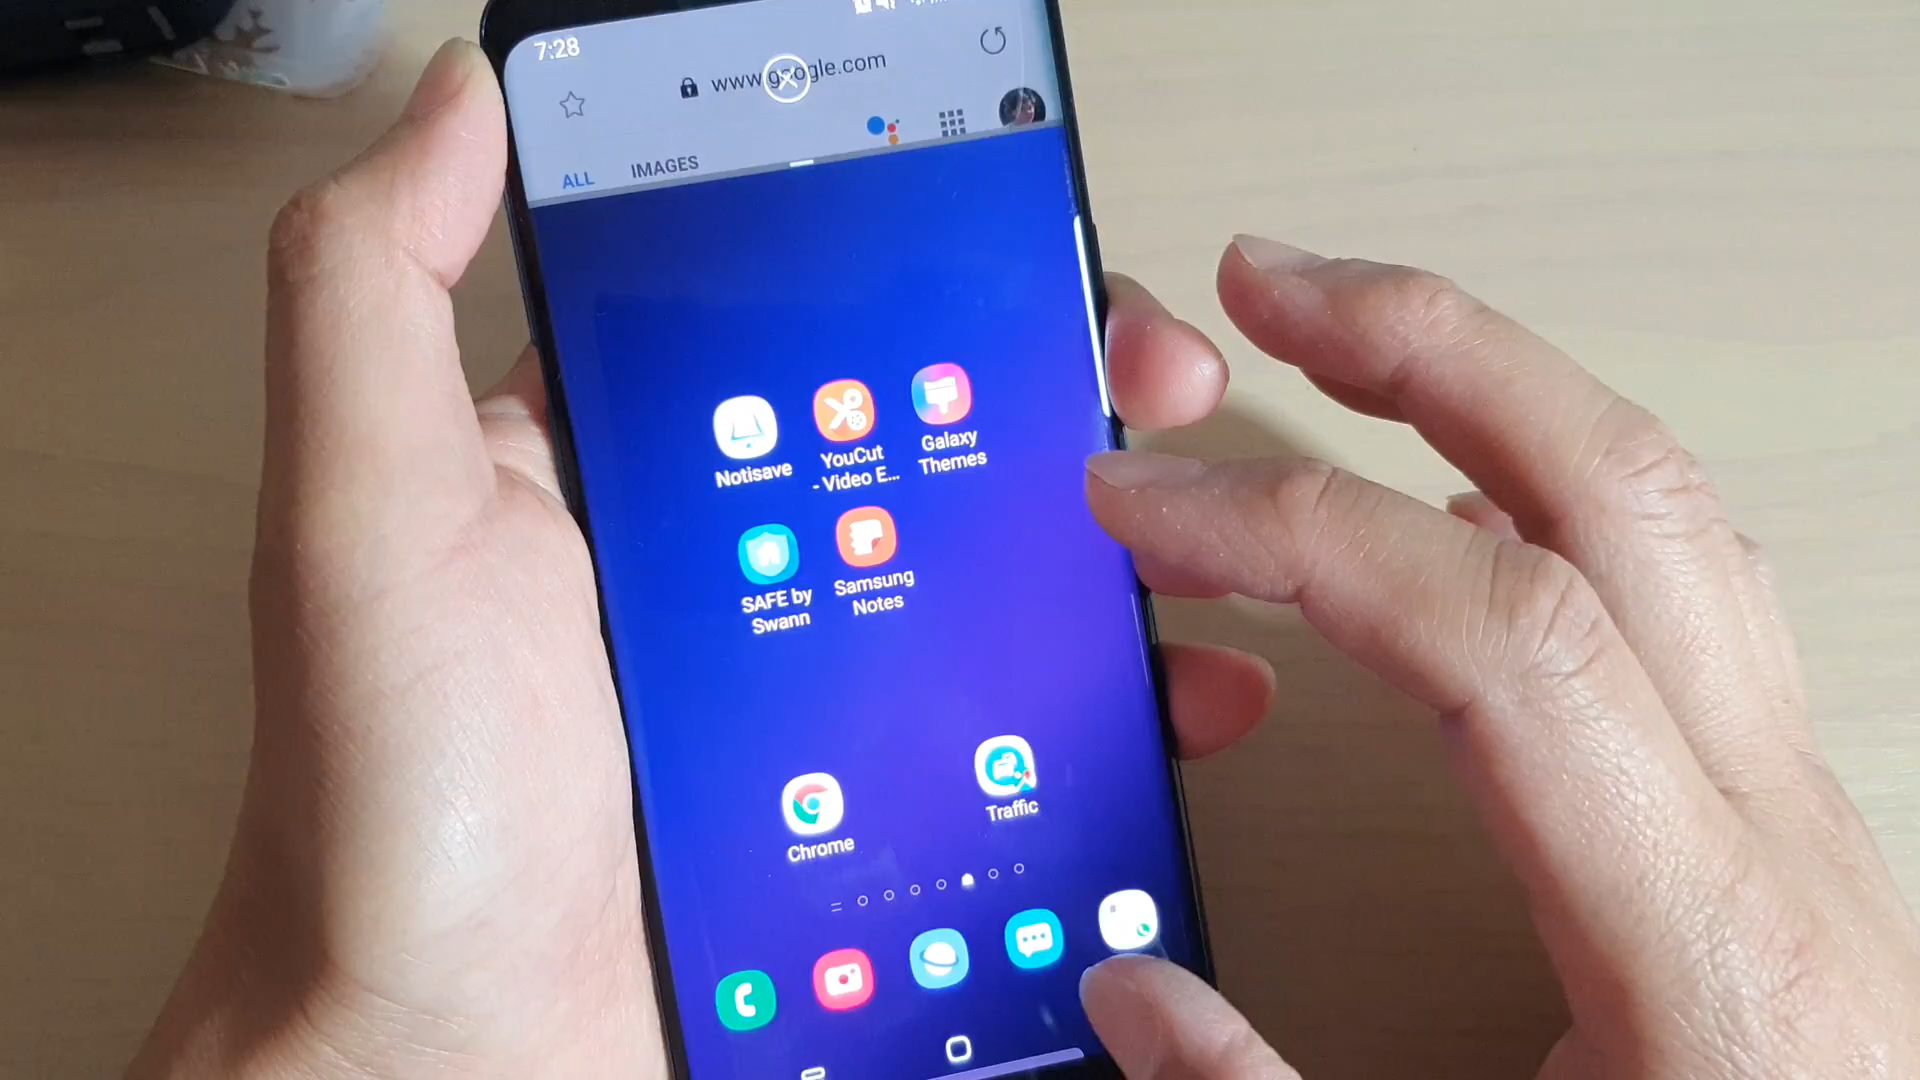 7:28
www.google.com
ALL IMAGES
Notisave
YouCut
- Video E...
Galaxy
Themes
SAFE by
Swann
Samsung
Notes
Chrome
Traffic